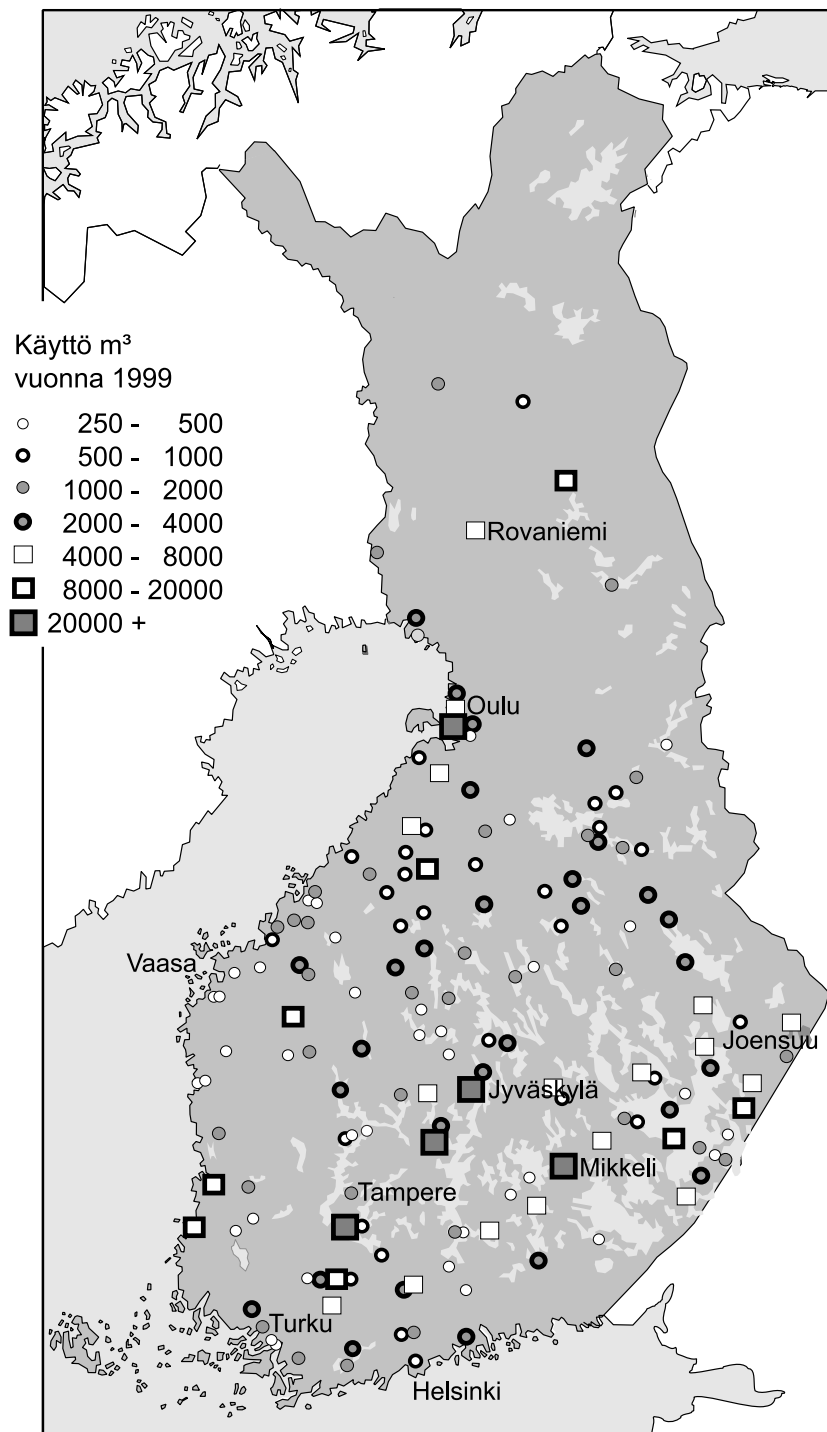 Käyttö m³
vuonna 1999
250 - 500
500 - 1000
1000 - 2000
2000 - 4000
4000 - 8000
8000 - 20000
20000 +
Rovaniemi
Oulu
Vaasa
Joensuu
Jyväskylä
Mikkeli
Tampere
Turku
Helsinki